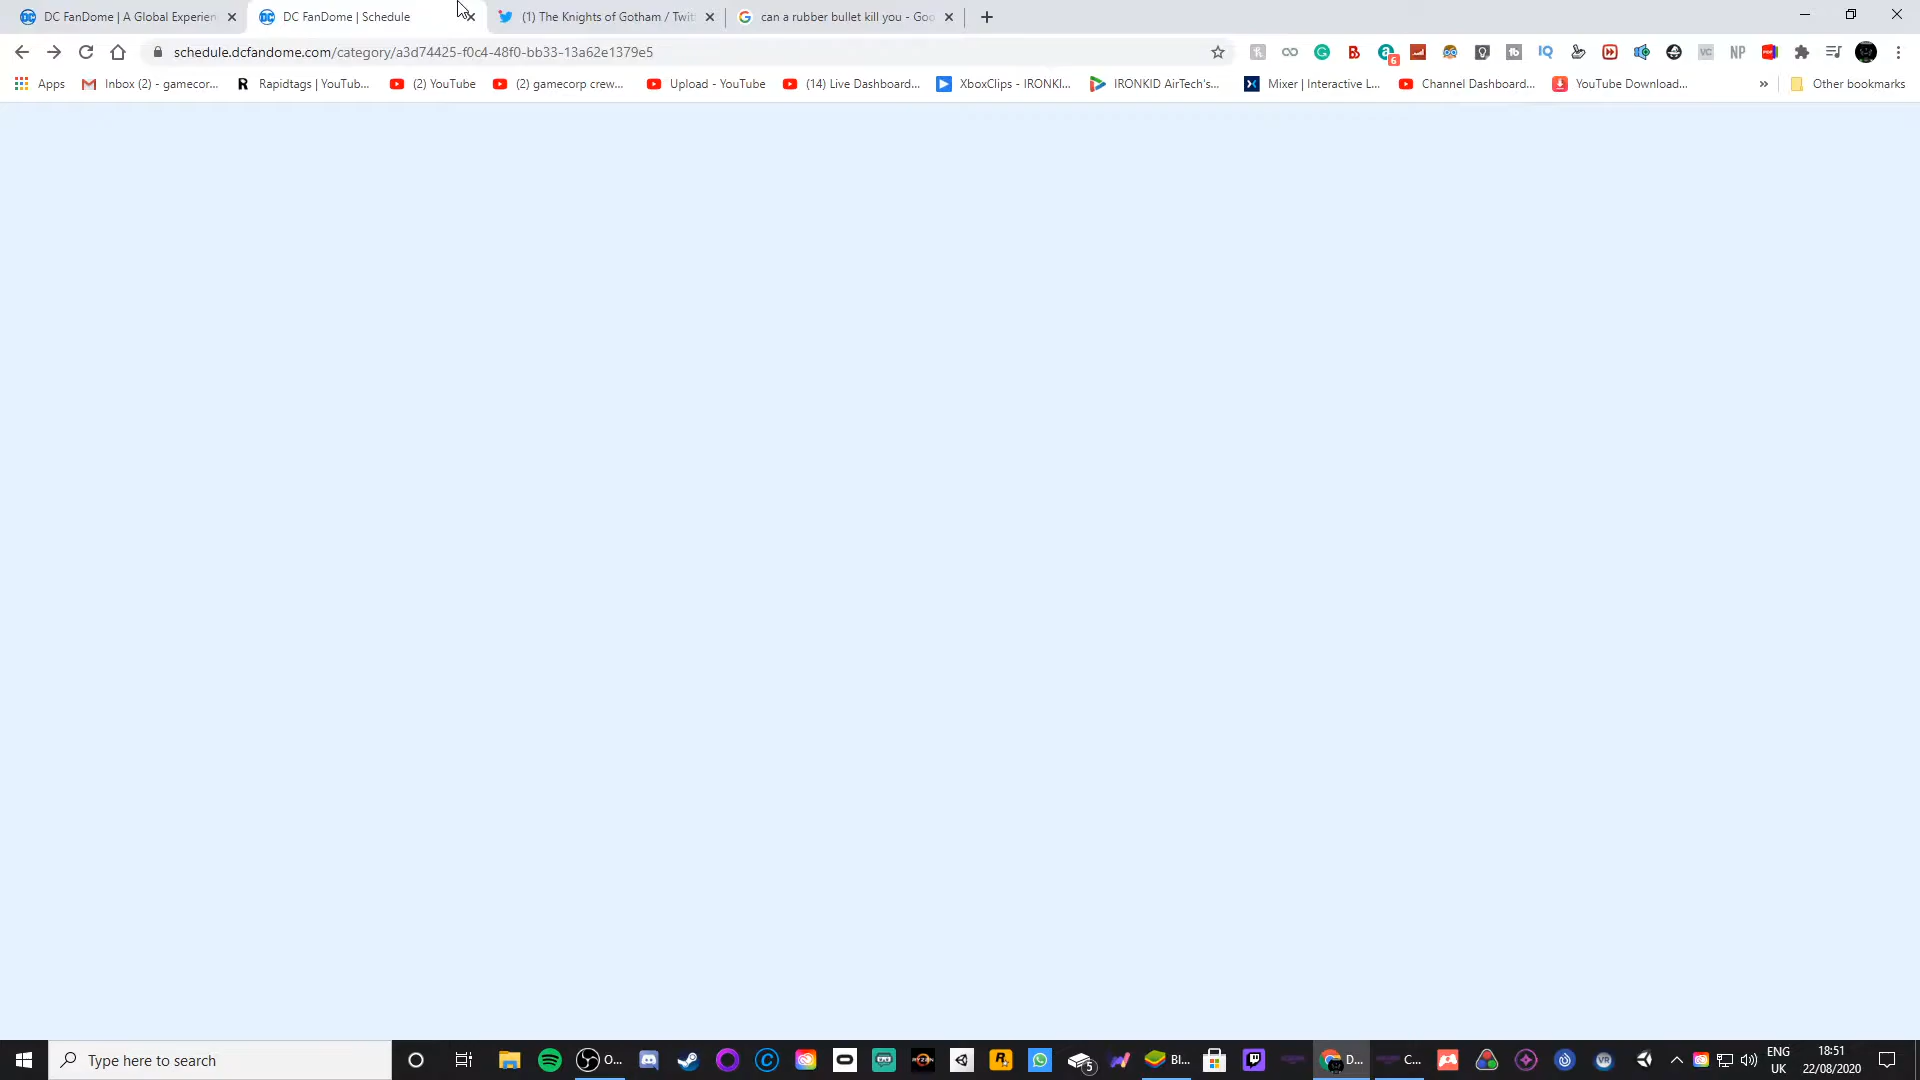 DC FanDome | A Global Experien
DC FanDome | Schedule
(1) The Knights of Gotham / Twit
can a rubber bullet kill you - Goo
schedule.dcfandome.com/category/a3d74425-f0c4-48f0-bb33-13a62e1379e5
6
IQ
VC
NP
Apps
Inbox (2) - gamecor...
Rapidtags | YouTub...
(2) YouTube
(2) gamecorp crew...
Upload - YouTube
(14) Live Dashboard...
XboxClips - IRONKI...
IRONKID AirTech's...
Mixer | Interactive L...
Channel Dashboard...
YouTube Download...
Other bookmarks
Type here to search
O...
5
Bl...
D...
C...
ENG
UK
18:51
22/08/2020